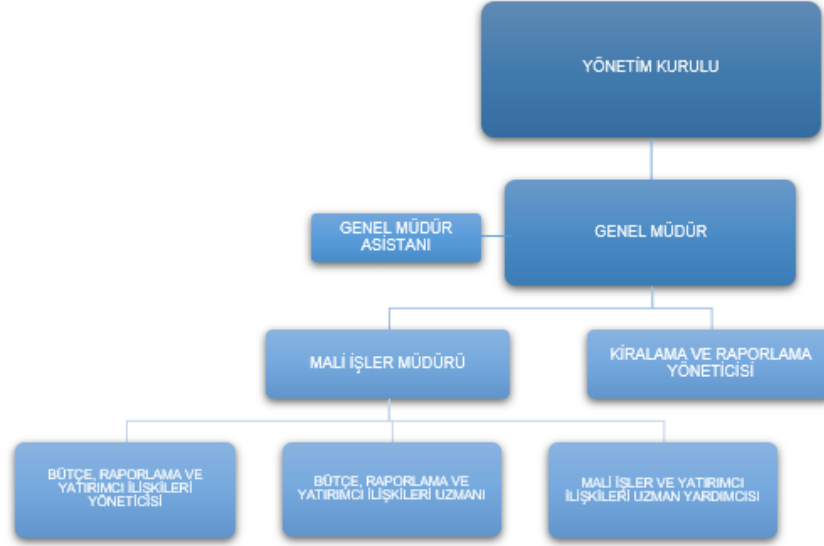 YÖNETİM KURULU
GENEL MÜDÜR
ASİSTANI
GENEL MÜDÜR
MALİ İŞLER MÜDÜRÜ
KİRALAMA VE RAPORLAMA
YÖNETİCİSİ
BÜTÇE, RAPORLAMA VE
YATIRIMCI İLİŞKİLERİ
YÖNETİCİSİ
BÜTÇE, RAPORLAMA VE
YATIRIMCI İLİŞKİLERİ UZMANI
MALİ İŞLER VE YATIRIMCI
İLİŞKİLERİ UZMAN YARDIMCISI